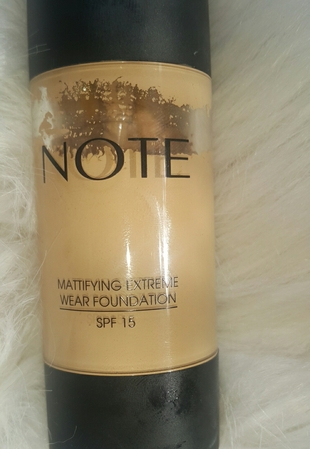 NOTE
MATTIFYING EXTREME
WEAR FOUNDATION
SPF 15